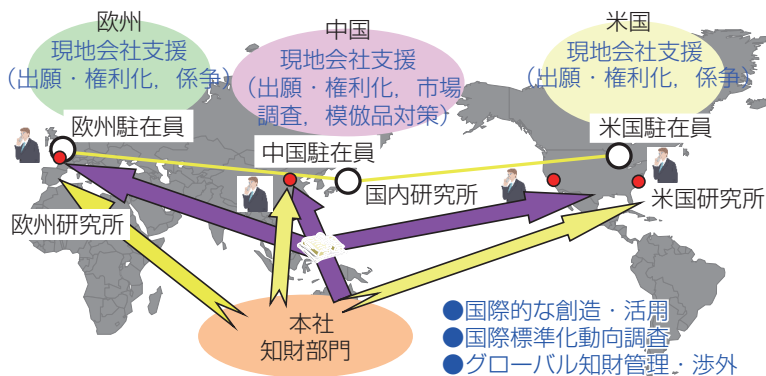 欧州
現地会社支援
（出願・権利化，係争）
中国
現地会社支援
（出願・権利化，市場
調査，模倣品対策）
米国
現地会社支援
（出願・権利化，係争）
欧州駐在員
中国駐在員
米国駐在員
国内研究所
米国研究所
欧州研究所
本社
知財部門
●国際的な創造・活用
●国際標準化動向調査
●グローバル知財管理・渉外